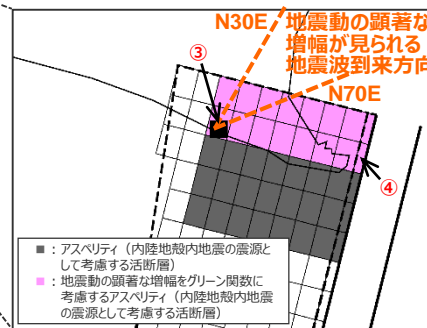 N30E 地震動の顕著な
増幅が見られる
地震波到来方向
③
N70E
④
■：アスペリティ（内陸地殻内地震の震源と
して考慮する活断層）
■：地震動の顕著な増幅をグリーン関数に
考慮するアスペリティ（内陸地殻内地震
の震源として考慮する活断層）